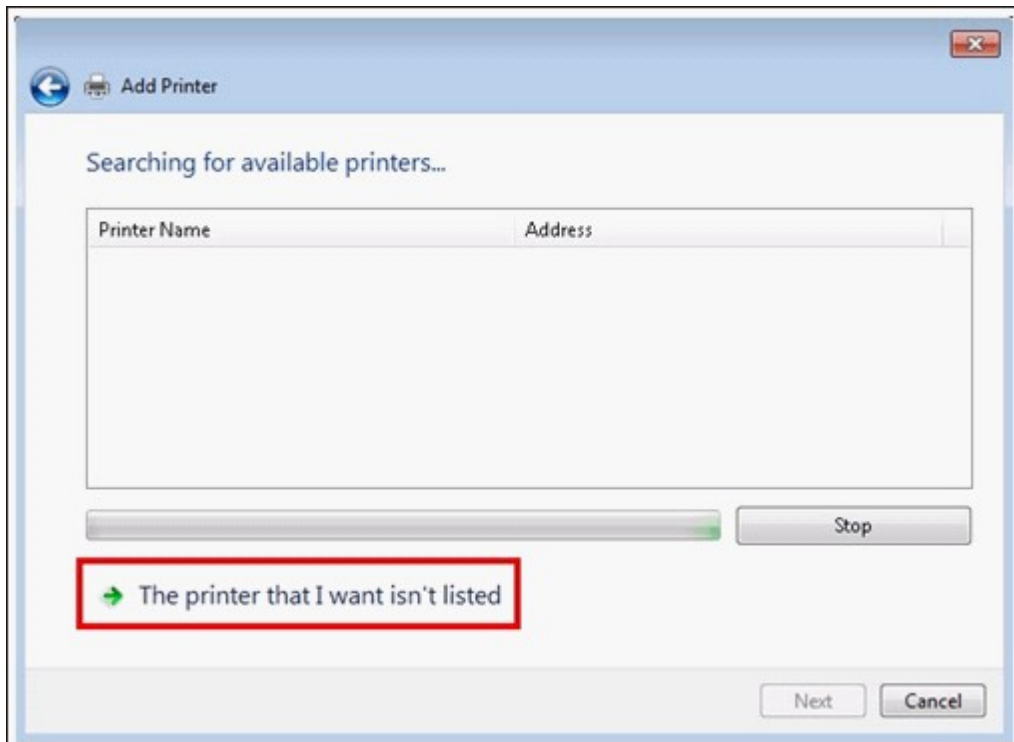 Add Printer
Searching for available printers...
Printer Name Address
Stop
The printer that I want isn't listed
Next Cancel